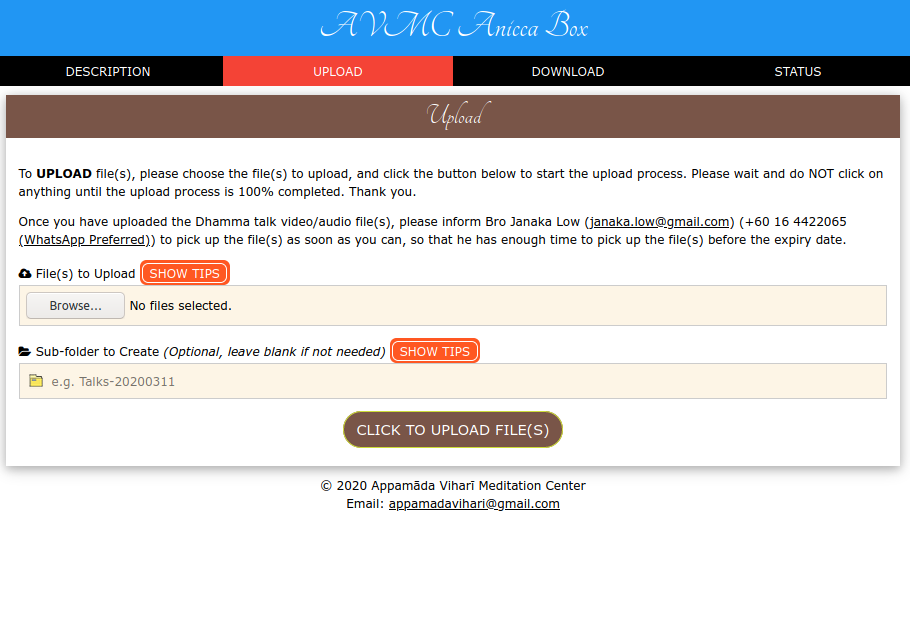 AVMC Anicca Box
DESCRIPTION UPLOAD DOWNLOAD STATUS
Upload
To UPLOAD file(s), please choose the file(s) to upload, and click the button below to start the upload process. Please wait and do NOT click on
anything until the upload process is 100% completed. Thank you.
Once you have uploaded the Dhamma talk video/audio file(s), please inform Bro Janaka Low (janaka.low@gmail.com) (+60 16 4422065
(WhatsApp Preferred)) to pick up the file(s) as soon as you can, so that he has enough time to pick up the file(s) before the expiry date.
File(s) to Upload SHOW TIPS
Browse... No files selected.
Sub-folder to Create (Optional, leave blank if not needed) SHOW TIPS
e.g. Talks-20200311
CLICK TO UPLOAD FILE(S)
© 2020 Appamāda Viharī Meditation Center
Email: appamadavihari@gmail.com